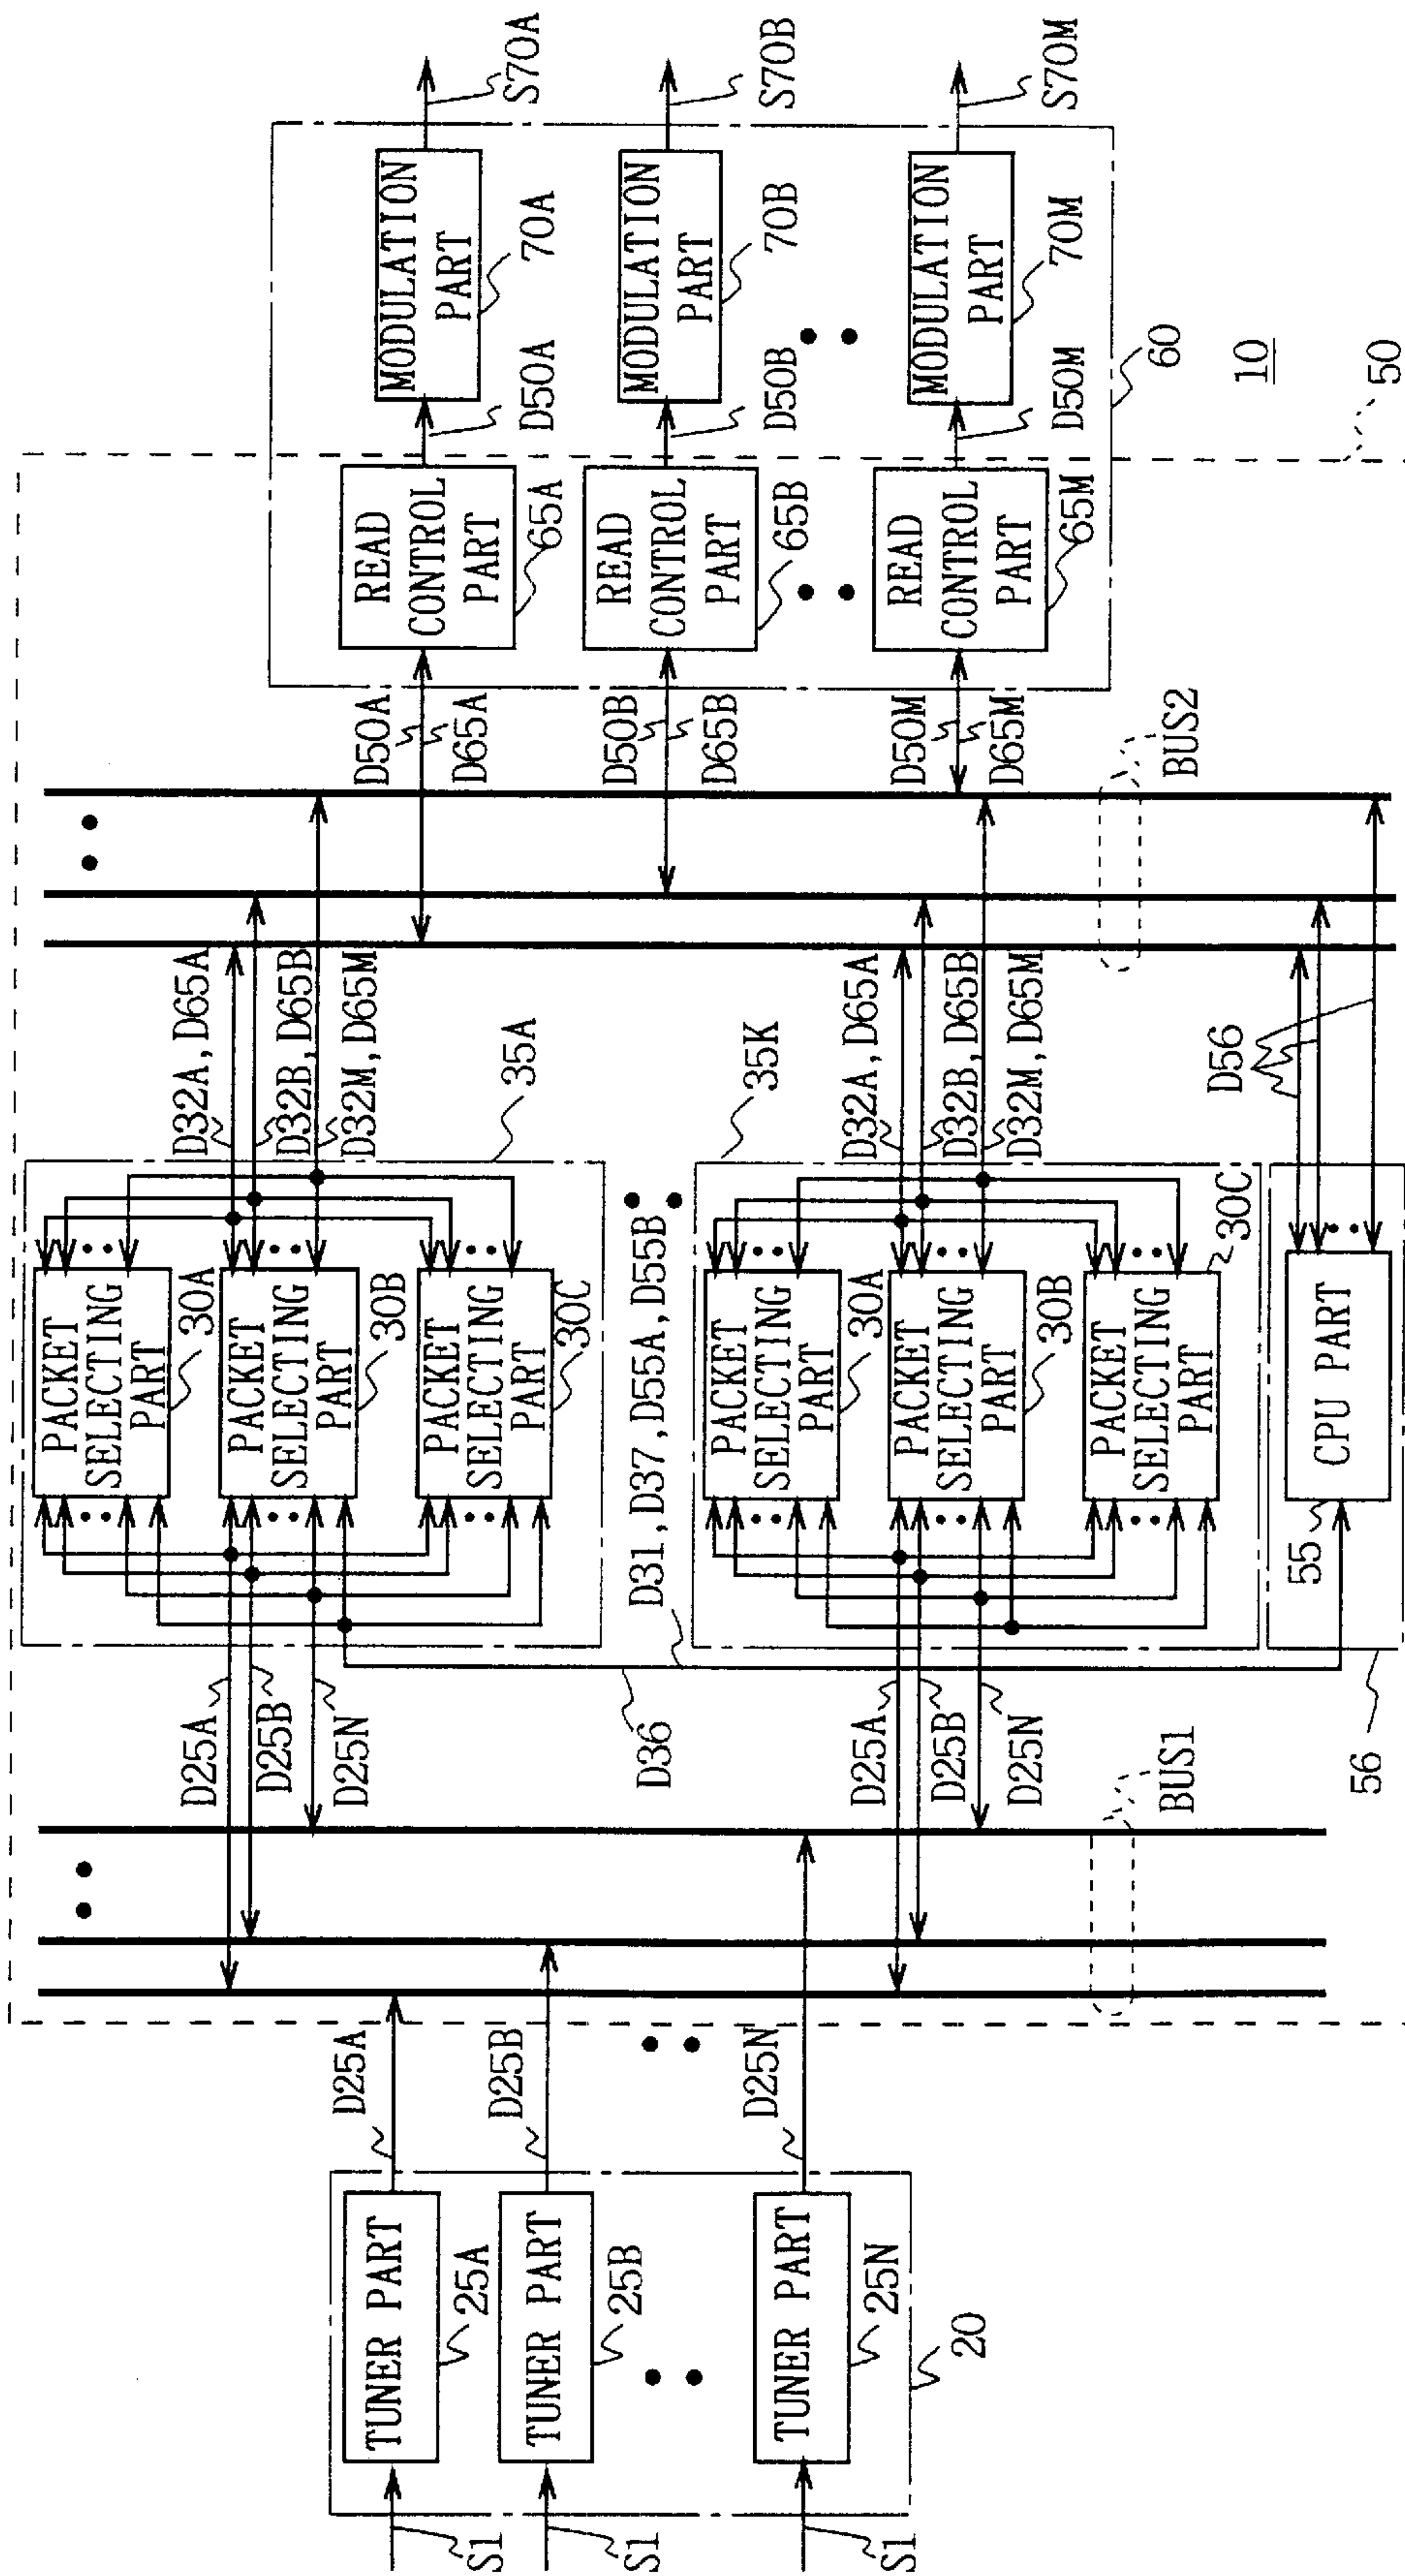 S1
S1
S1
TUNER PART
25A
TUNER PART
25B
TUNER PART
25N
20
D25A
D25B
D25N
BUS1
D25A
D25B
D25N
D36
D25A
D25B
D25N
PACKET
SELECTING
PART
30A
PACKET
SELECTING
PART
30B
PACKET
SELECTING
PART
30C
35A
D31, D37, D55A, D55B
PACKET
SELECTING
PART
30A
PACKET
SELECTING
PART
30B
PACKET
SELECTING
PART
30C
35K
CPU PART
55
56
D32A, D65A
D32B, D65B
D32M, D65M
D32A, D65A
D32B, D65B
D32M, D65M
D56
BUS2
D50A
D65A
D50B
D65B
D50M
D65M
READ
CONTROL
PART
65A
READ
CONTROL
PART
65B
READ
CONTROL
PART
65M
D50A
D50B
D50M
MODULATION
PART
70A
MODULATION
PART
70B
MODULATION
PART
70M
60
S70A
S70B
S70M
10
50